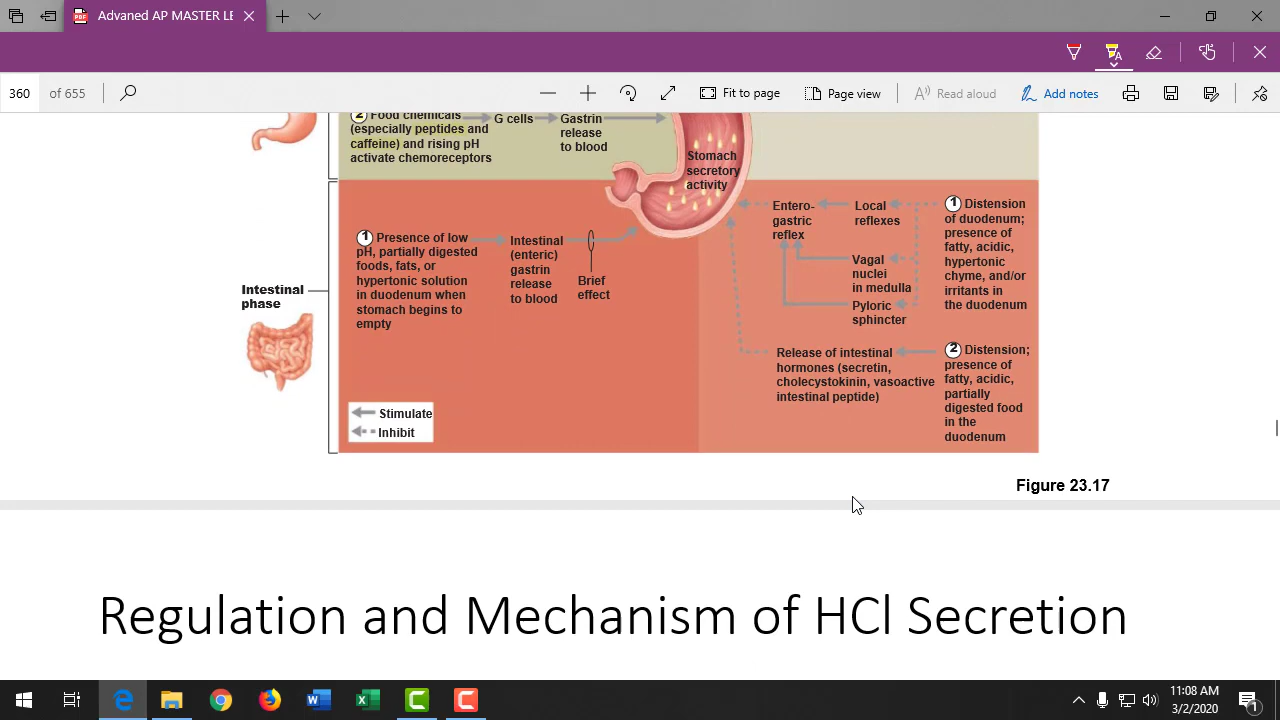 Advaned AP MASTER LE
360 of 655
Fit to page
Page view
Read aloud
Add notes
2 Food chemicals
(especially peptides and
caffeine) and rising pH
activate chemoreceptors
G cells
Gastrin
release
to blood
Stomach
secretory
activity
Intestinal
phase
1 Presence of low
pH, partially digested
foods, fats, or
hypertonic solution
in duodenum when
stomach begins to
empty
Intestinal
(enteric)
gastrin
release
to blood
Brief
effect
Entero-
gastric
reflex
Local
reflexes
Vagal
nuclei
in medulla
Pyloric
sphincter
1 Distension
of duodenum;
presence of
fatty, acidic,
hypertonic
chyme, and/or
irritants in
the duodenum
Release of intestinal
hormones (secretin,
cholecystokinin, vasoactive
intestinal peptide)
2 Distension;
presence of
fatty, acidic,
partially
digested food
in the
duodenum
Stimulate
Inhibit
Figure 23.17
Regulation and Mechanism of HCl Secretion
11:08 AM
3/2/2020
1